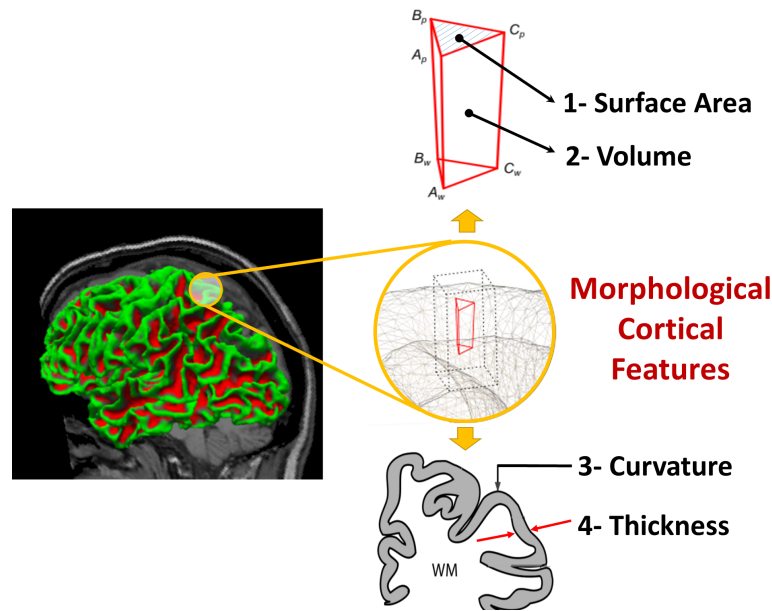 Bp
Cp
Ap
1- Surface Area
2- Volume
Bw
Cw
Aw
Morphological
Cortical
Features
3- Curvature
4- Thickness
WM